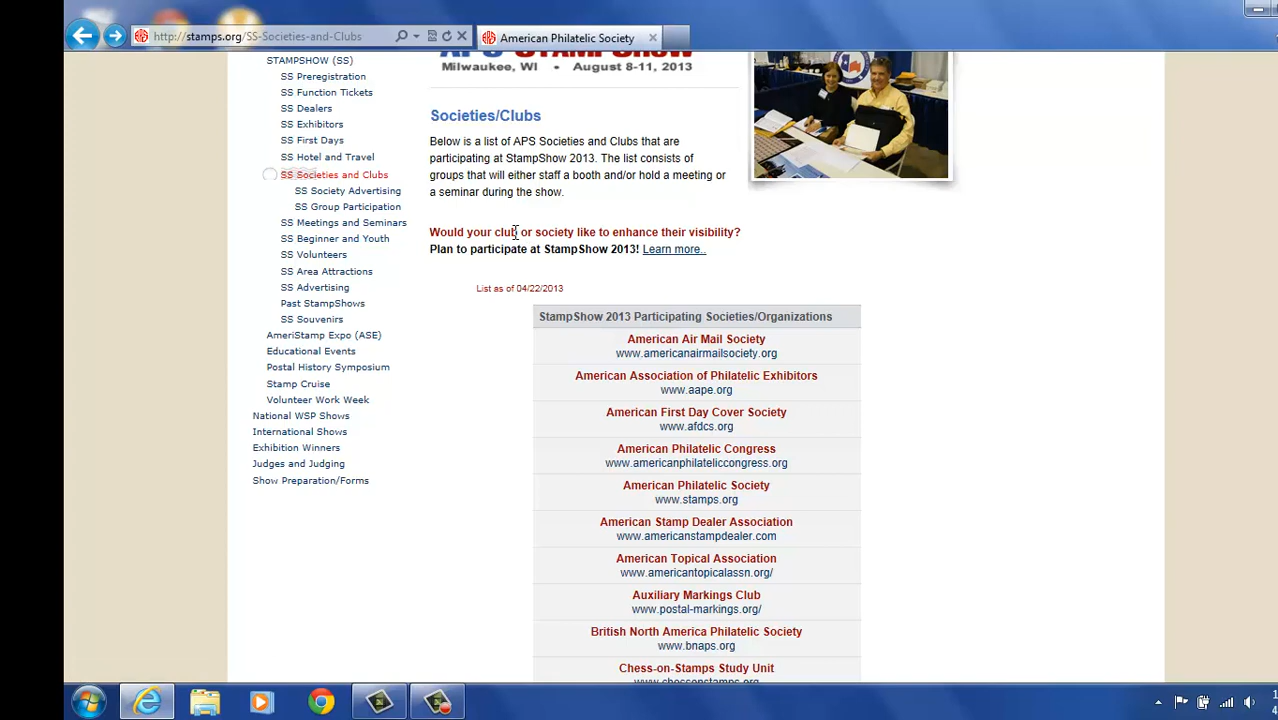 http://stamps.org/SS-Societies-and-Clubs
American Philatelic Society
STAMPSHOW (SS)
SS Preregistration
SS Function Tickets
SS Dealers
SS Exhibitors
SS First Days
SS Hotel and Travel
SS Societies and Clubs
SS Society Advertising
SS Group Participation
SS Meetings and Seminars
SS Beginner and Youth
SS Volunteers
SS Area Attractions
SS Advertising
Past StampShows
SS Souvenirs
AmeriStamp Expo (ASE)
Educational Events
Postal History Symposium
Stamp Cruise
Volunteer Work Week
National WSP Shows
International Shows
Exhibition Winners
Judges and Judging
Show Preparation/Forms
APS STAMPSHOW
Milwaukee, WI • August 8-11, 2013
Societies/Clubs
Below is a list of APS Societies and Clubs that are
participating at StampShow 2013. The list consists of
groups that will either staff a booth and/or hold a meeting or
a seminar during the show.
Would your club or society like to enhance their visibility?
Plan to participate at StampShow 2013! Learn more..
List as of 04/22/2013
StampShow 2013 Participating Societies/Organizations
American Air Mail Society
www.americanairmailsociety.org
American Association of Philatelic Exhibitors
www.aape.org
American First Day Cover Society
www.afdcs.org
American Philatelic Congress
www.americanphilateliccongress.org
American Philatelic Society
www.stamps.org
American Stamp Dealer Association
www.americanstampdealer.com
American Topical Association
www.americantopicalassn.org/
Auxiliary Markings Club
www.postal-markings.org/
British North America Philatelic Society
www.bnaps.org
Chess-on-Stamps Study Unit
www.chessonstamps.org